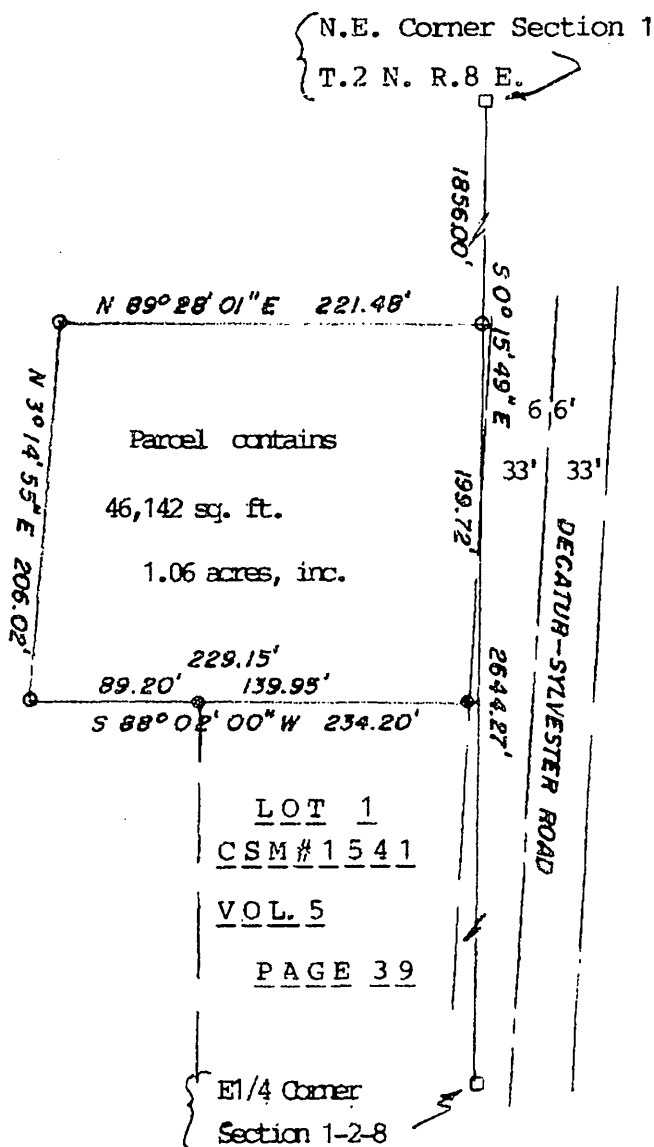 N.E. Corner Section 1
T.2 N. R.8 E.
1856.00'
S 0° 15' 49" E
N 89° 28' 01" E 221.48'
66'
33' 33'
N 3° 14' 55" E 206.02'
Parcel contains
46,142 sq. ft.
1.06 acres, inc.
199.72'
DECATUR-SYLVESTER ROAD
229.15'
89.20' 139.95'
S 88° 02' 00" W 234.20'
2644.27'
LOT 1
CSM#1541
VOL. 5
PAGE 39
E1/4 Corner
Section 1-2-8